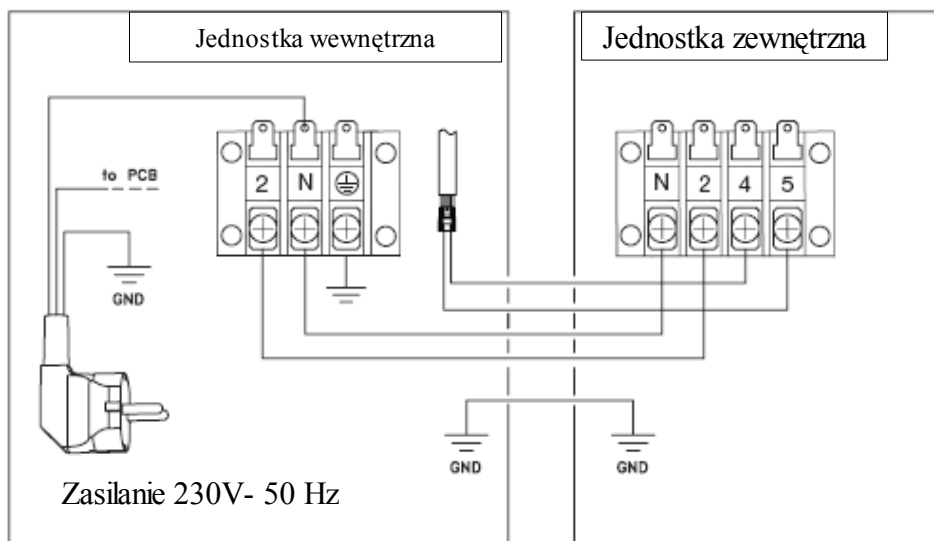 Jednostka wewnętrzna
Jednostka zewnętrzna
2 N
N 2 4 5
to PCB
GND
GND
GND
Zasilanie 230V- 50 Hz